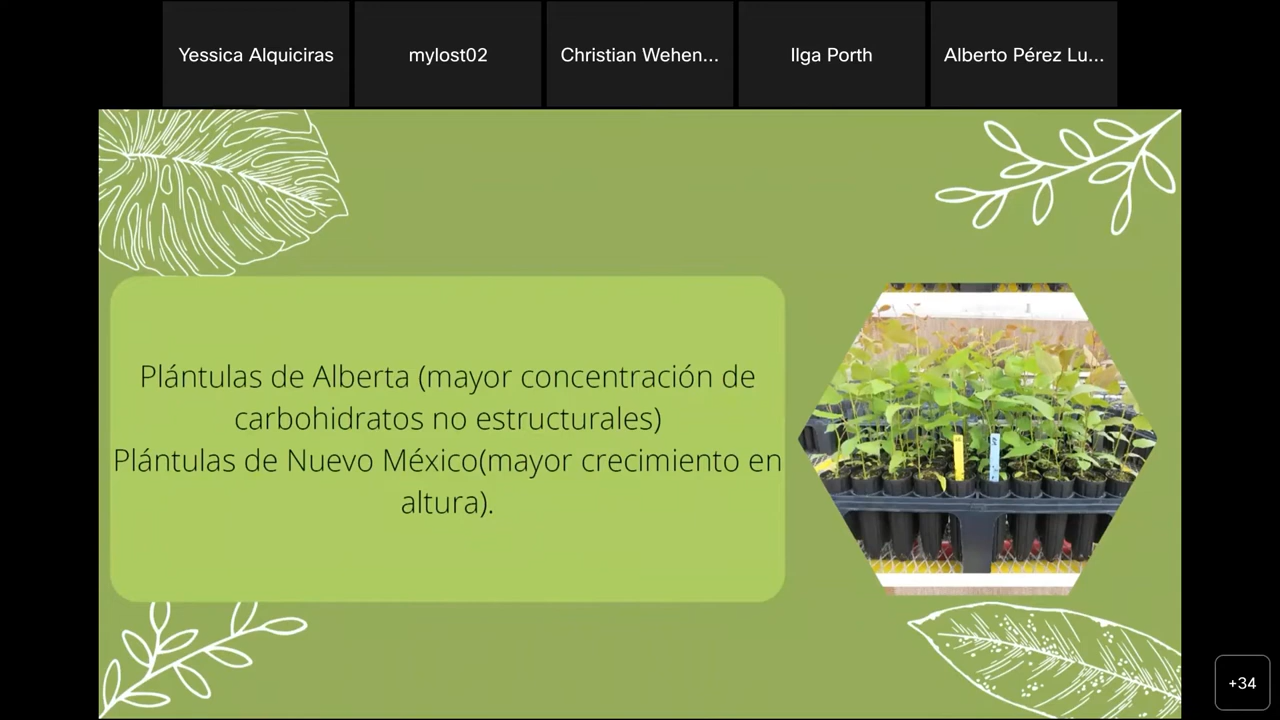 Yessica Alquiciras
mylost02
Christian Wehen...
Ilga Porth
Alberto Pérez Lu...
Plántulas de Alberta (mayor concentración de
carbohidratos no estructurales)
Plántulas de Nuevo México(mayor crecimiento en
altura).
+34